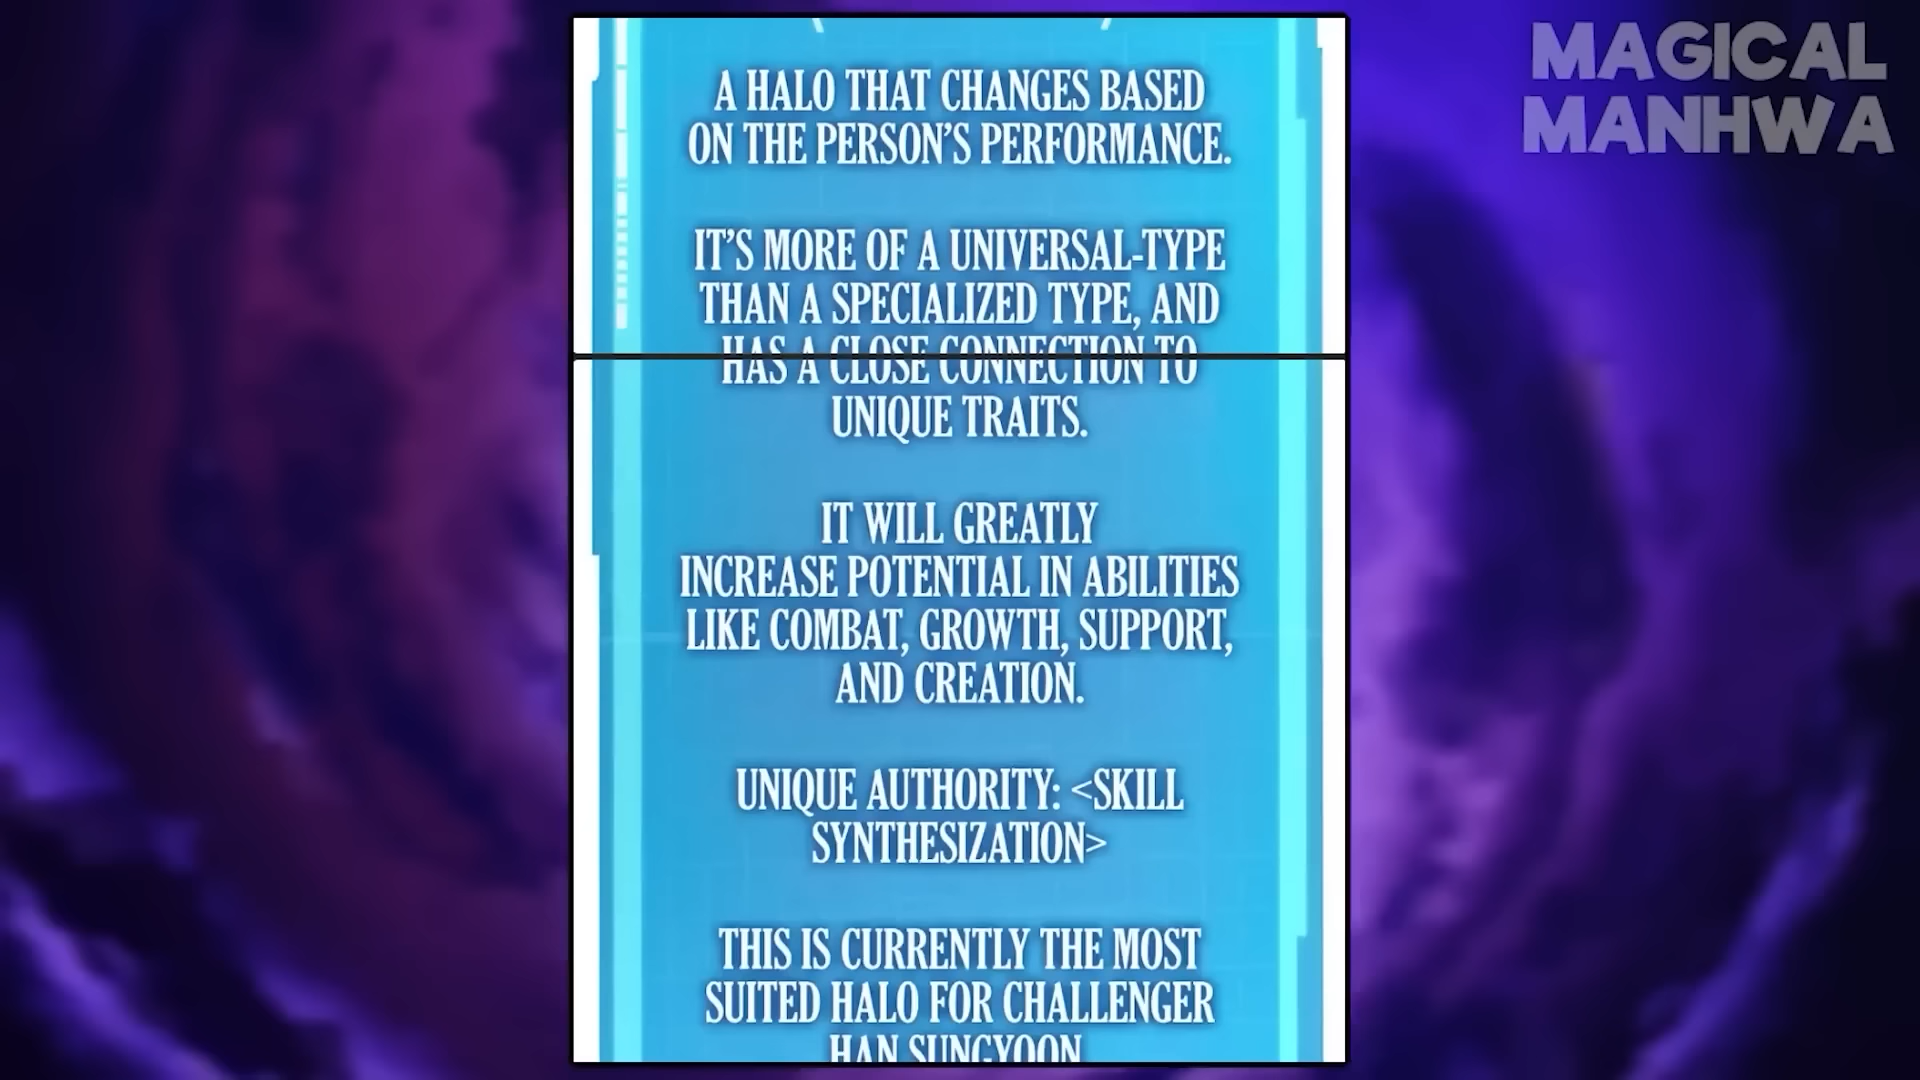 MAGICAL
MANHWA
A HALO THAT CHANGES BASED
ON THE PERSON'S PERFORMANCE.
IT'S MORE OF A UNIVERSAL-TYPE
THAN A SPECIALIZED TYPE, AND
HAS A CLOSE CONNECTION TO
UNIQUE TRAITS.
IT WILL GREATLY
INCREASE POTENTIAL IN ABILITIES
LIKE COMBAT, GROWTH, SUPPORT,
AND CREATION.
UNIQUE AUTHORITY: <SKILL
SYNTHESIZATION>
THIS IS CURRENTLY THE MOST
SUITED HALO FOR CHALLENGER
HAN SUNGYOON